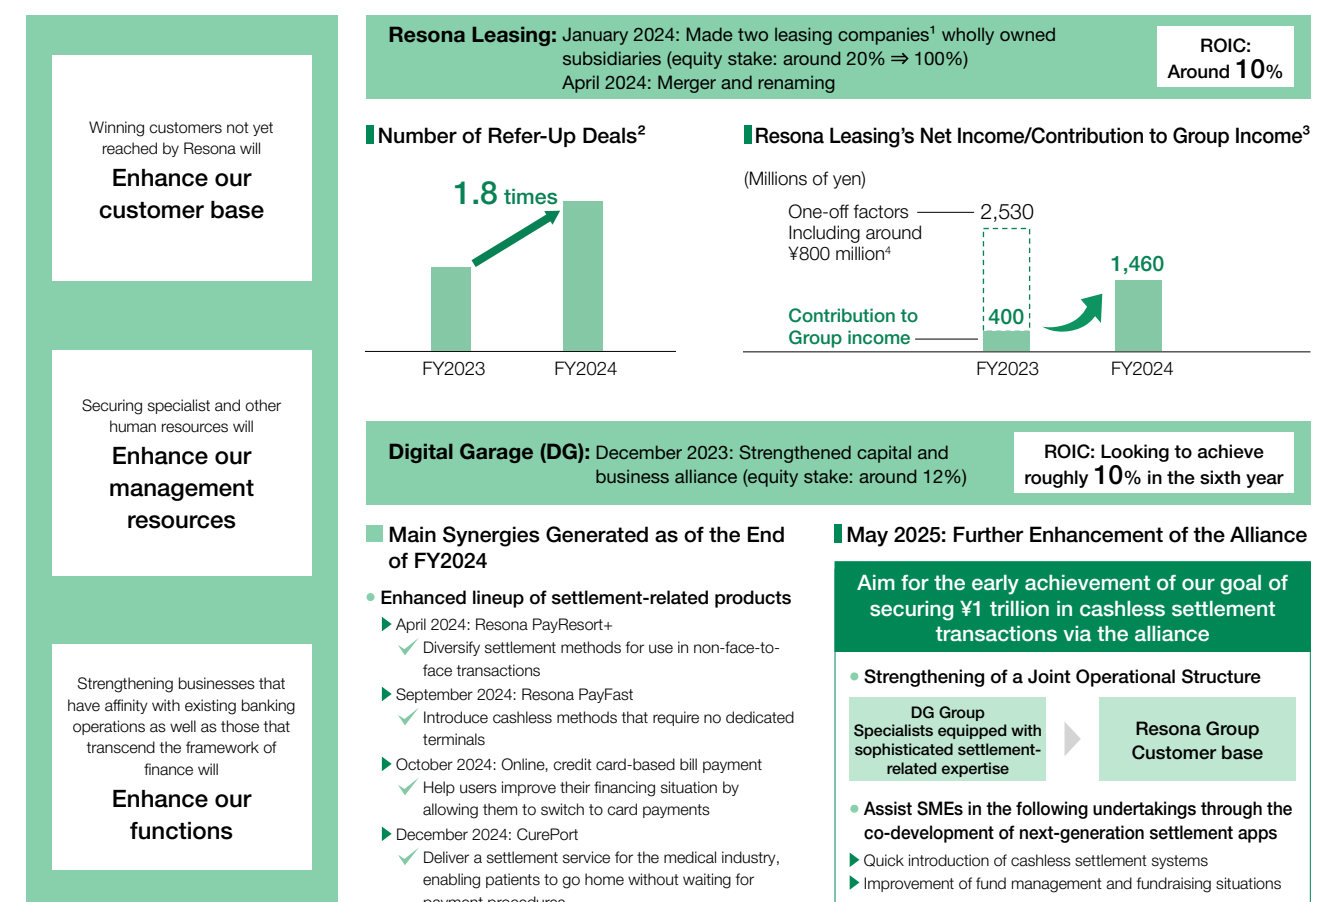 Winning customers not yet
reached by Resona will
Enhance our
customer base
Securing specialist and other
human resources will
Enhance our
management
resources
Strengthening businesses that
have affinity with existing banking
operations as well as those that
transcend the framework of
finance will
Enhance our
functions
Resona Leasing: January 2024: Made two leasing companies¹ wholly owned
subsidiaries (equity stake: around 20% ⇒ 100%)
April 2024: Merger and renaming
ROIC:
Around 10%
Number of Refer-Up Deals²
1.8 times
FY2023 FY2024
Resona Leasing's Net Income/Contribution to Group Income³
(Millions of yen)
One-off factors
Including around
¥800 million⁴
2,530
1,460
Contribution to
Group income
400
FY2023 FY2024
Digital Garage (DG): December 2023: Strengthened capital and
business alliance (equity stake: around 12%)
ROIC: Looking to achieve
roughly 10% in the sixth year
Main Synergies Generated as of the End
of FY2024
Enhanced lineup of settlement-related products
April 2024: Resona PayResort+
Diversify settlement methods for use in non-face-to-
face transactions
September 2024: Resona PayFast
Introduce cashless methods that require no dedicated
terminals
October 2024: Online, credit card-based bill payment
Help users improve their financing situation by
allowing them to switch to card payments
December 2024: CurePort
Deliver a settlement service for the medical industry,
enabling patients to go home without waiting for
May 2025: Further Enhancement of the Alliance
Aim for the early achievement of our goal of
securing ¥1 trillion in cashless settlement
transactions via the alliance
Strengthening of a Joint Operational Structure
DG Group
Specialists equipped with
sophisticated settlement-
related expertise
Resona Group
Customer base
Assist SMEs in the following undertakings through the
co-development of next-generation settlement apps
Quick introduction of cashless settlement systems
Improvement of fund management and fundraising situations